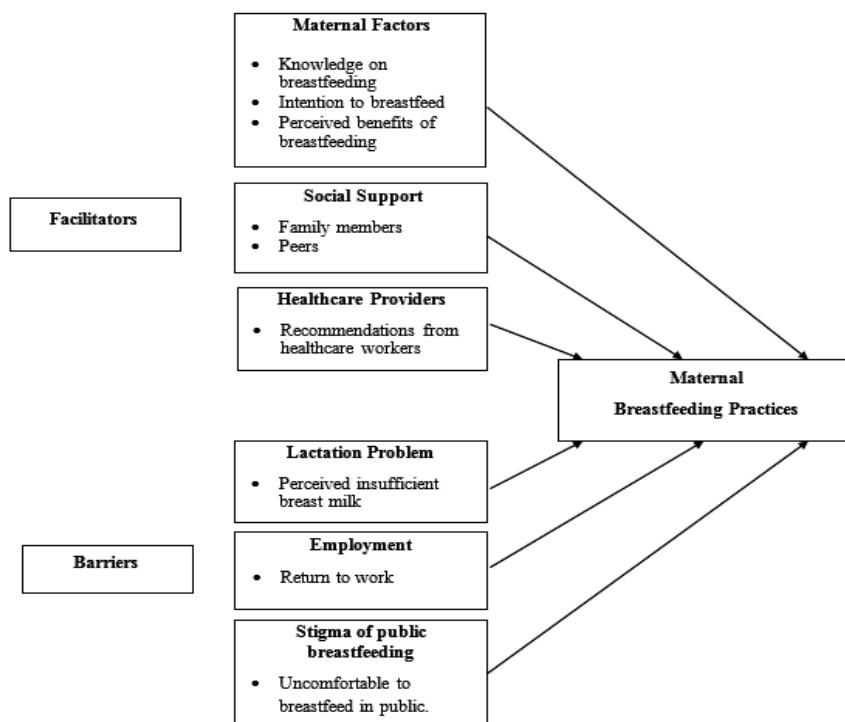 Maternal Factors
• Knowledge on
breastfeeding
• Intention to breastfeed
• Perceived benefits of
breastfeeding
Facilitators
Social Support
• Family members
• Peers
Healthcare Providers
• Recommendations from
healthcare workers
Maternal
Breastfeeding Practices
Lactation Problem
• Perceived insufficient
breast milk
Barriers
Employment
• Return to work
Stigma of public
breastfeeding
• Uncomfortable to
breastfeed in public.